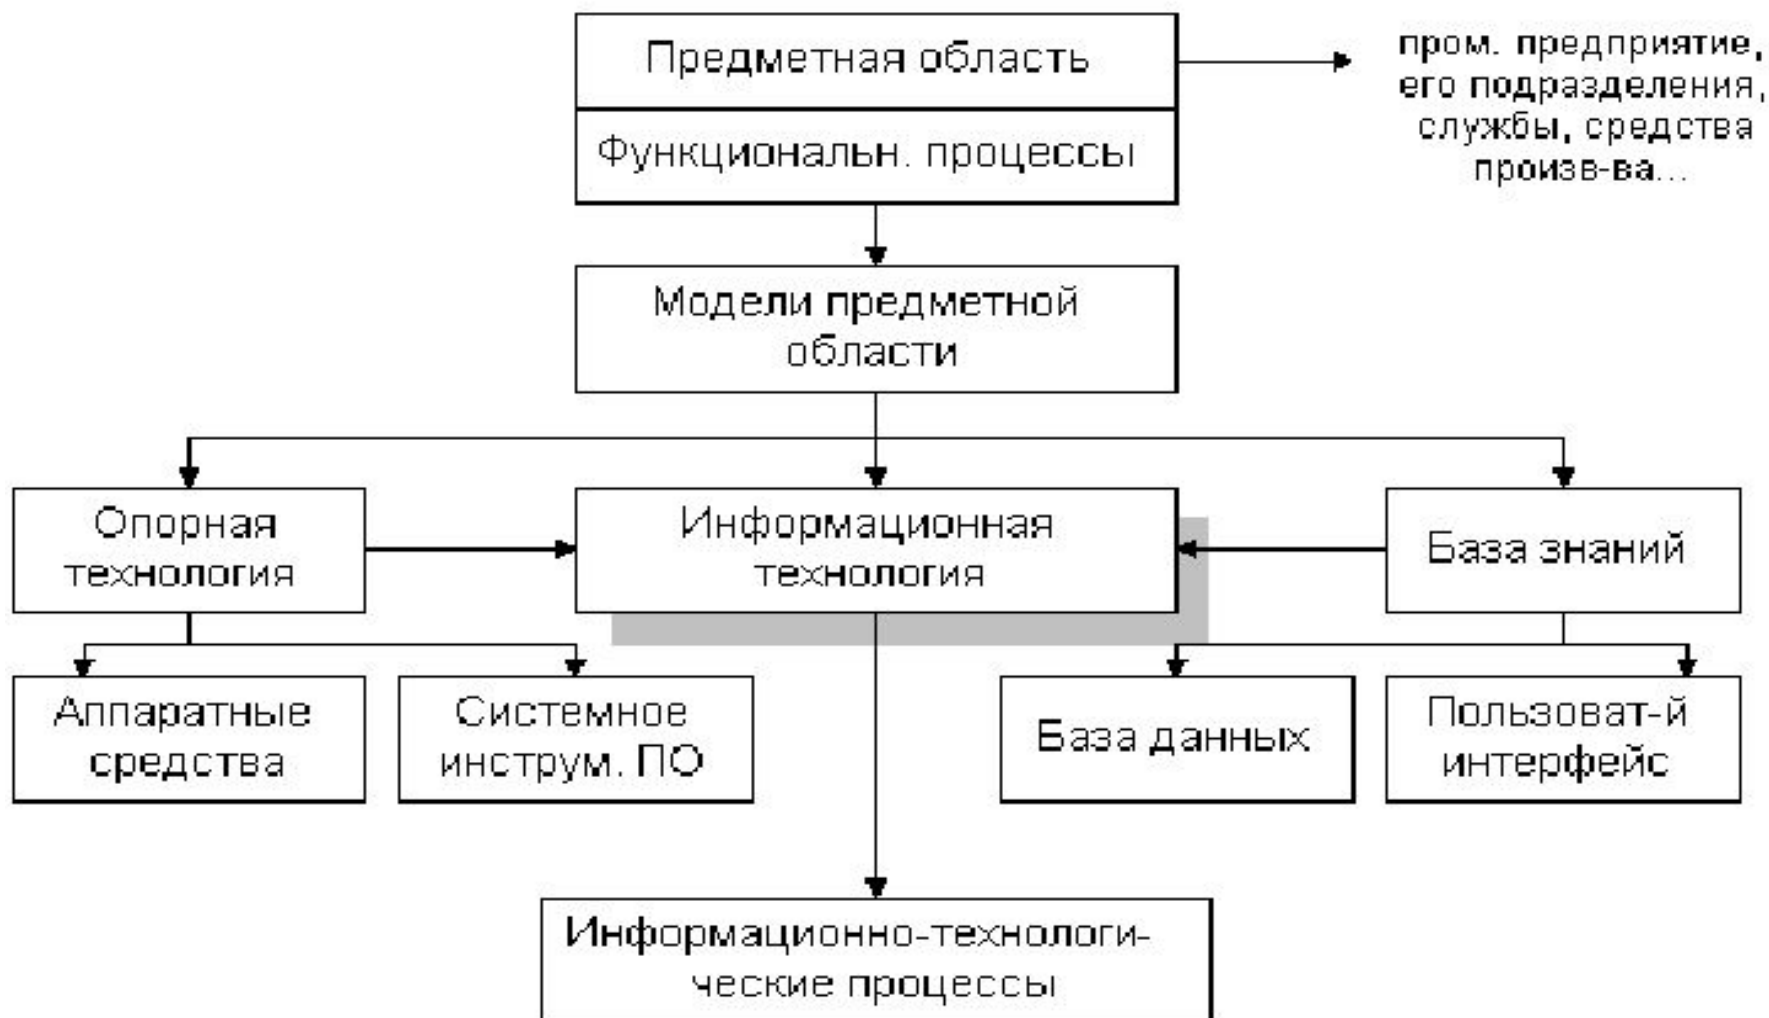 Предметная область
пром. предприятие,
его подразделения,
службы, средства
произв-ва...
Функциональн. процессы
Модели предметной
области
Опорная
технология
Информационная
технология
База знаний
Аппаратные
средства
Системное
инструм. ПО
База данных
Пользоват-й
интерфейс
Информационно-технологи-
ческие процессы